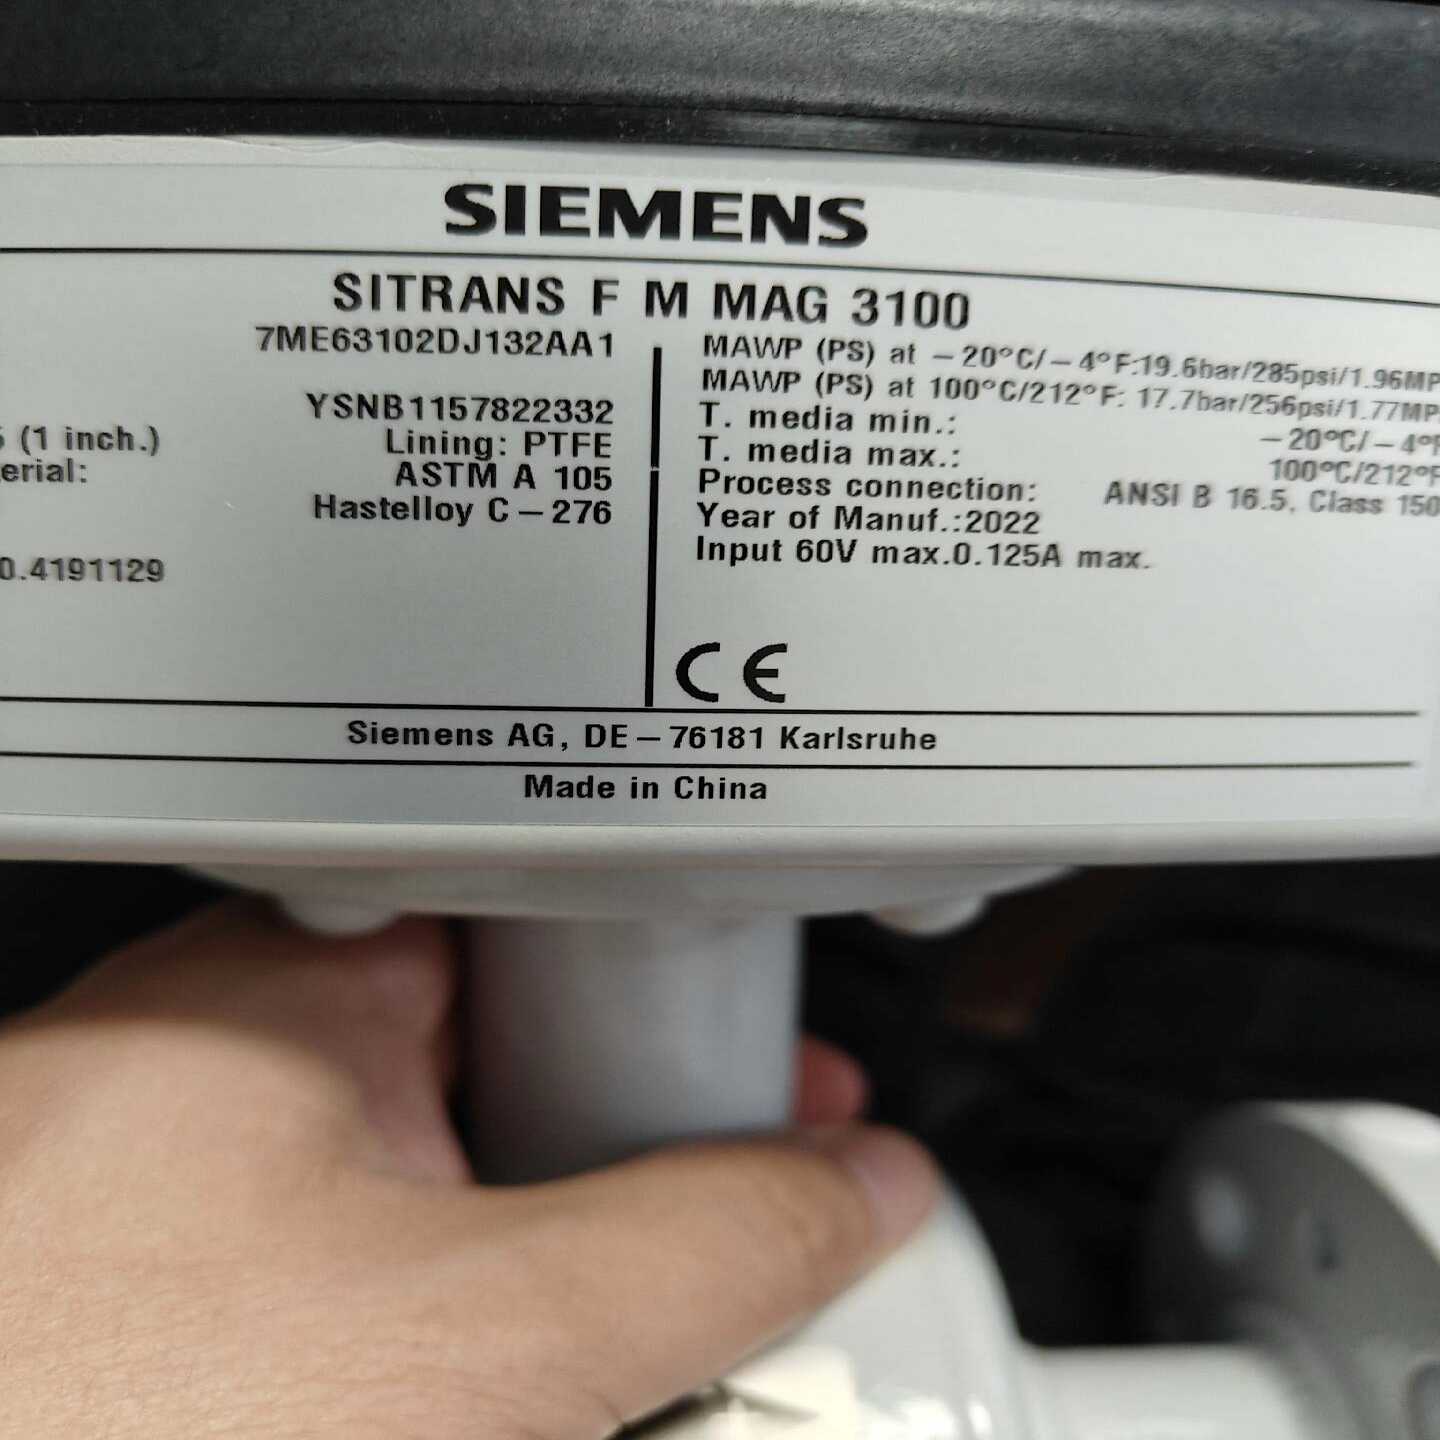 SIEMENS
SITRANS F M MAG 3100
7ME63102DJ132AA1
YSNB1157822332
(1 inch.)
Lining: PTFE
erial:
ASTM A 105
Hastelloy C-276
0.4191129
MAWP (PS) at -20°C/-4°F:19.6bar/285psi/1.96MP
MAWP (PS) at 100°C/212°F: 17.7bar/256psi/1.77MP
T. media min.: -20°C/-4°F
T. media max.: 100°C/212°F
Process connection: ANSI B 16.5, Class 150
Year of Manuf.:2022
Input 60V max.0.125A max.
CE
Siemens AG, DE-76181 Karlsruhe
Made in China